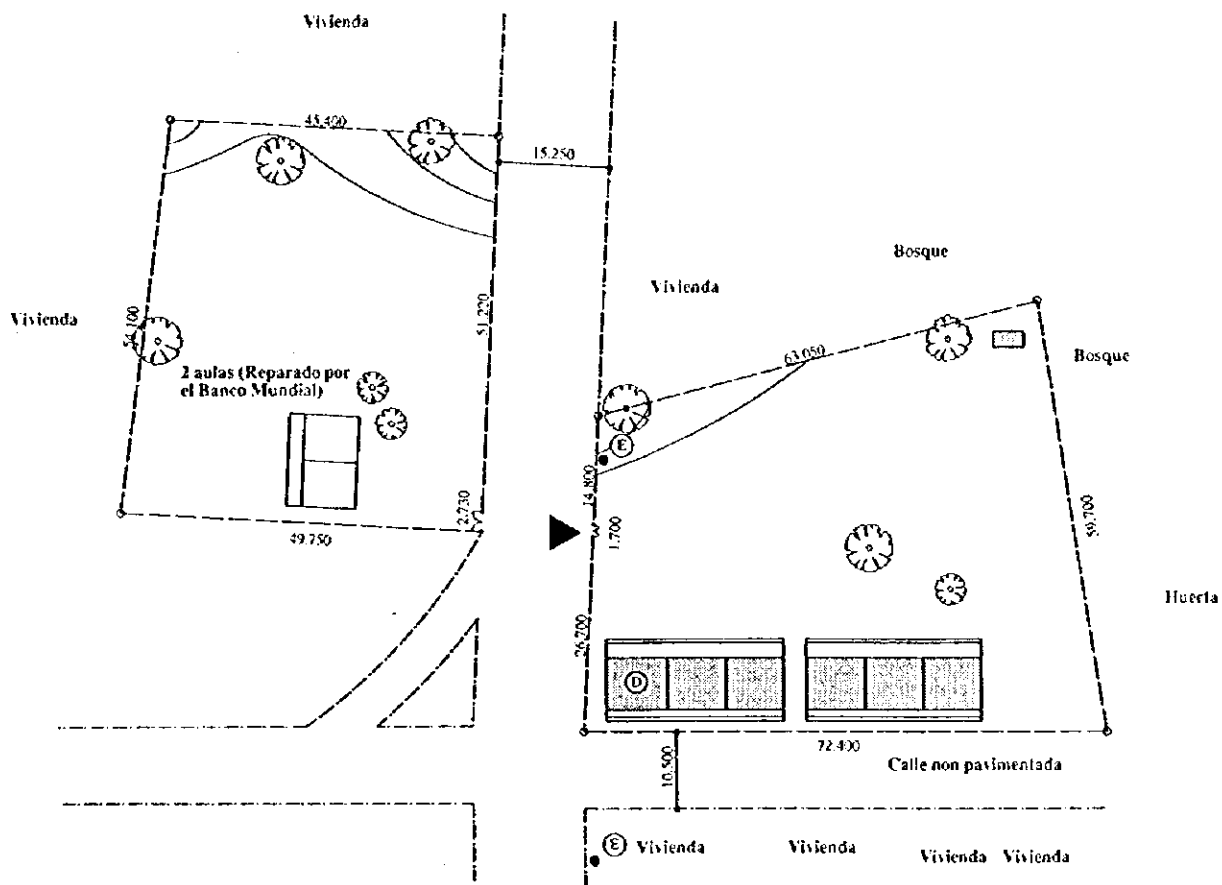 Vivienda
45.400
15.250
Bosque
Vivienda
Vivienda
54.100
51.220
63.050
Bosque
2 aulas (Reparado por
el Banco Mundial)
E
14.800
2.730
1.700
49.750
59.700
Huerta
26.700
D
72.400
Calle non pavimentada
10.500
E
Vivienda
Vivienda
Vivienda
Vivienda